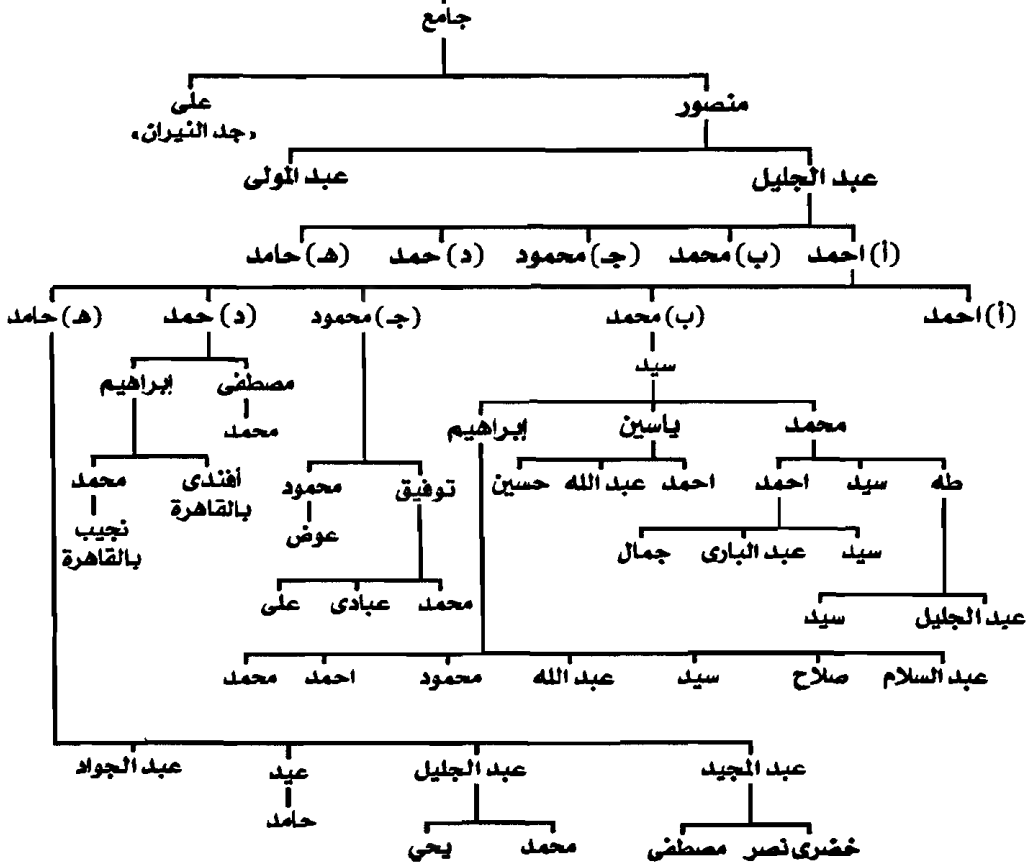 جامع
منصور على
«جد النيران»
عبد الجليل عبد المولى
(أ) احمد (ب) محمد (جـ) محمود (د) حمد (هـ) حامد
(أ) احمد (ب) محمد (جـ) محمود (د) حمد (هـ) حامد
سيد
مصطفى إبراهيم
محمد ياسين إبراهيم
محمد
طه سيد احمد احمد عبد الله حسين
توفيق محمود أفندى بالقاهرة محمد
عوض نجيب بالقاهرة
سيد عبد البارى جمال
محمد عبادى على
عبد الجليل سيد
عبد السلام صلاح سيد عبد الله محمود احمد محمد
عبد المجيد عبد الجليل عيد عبد الجواد
حامد
خضرى نصر مصطفى محمد يحي